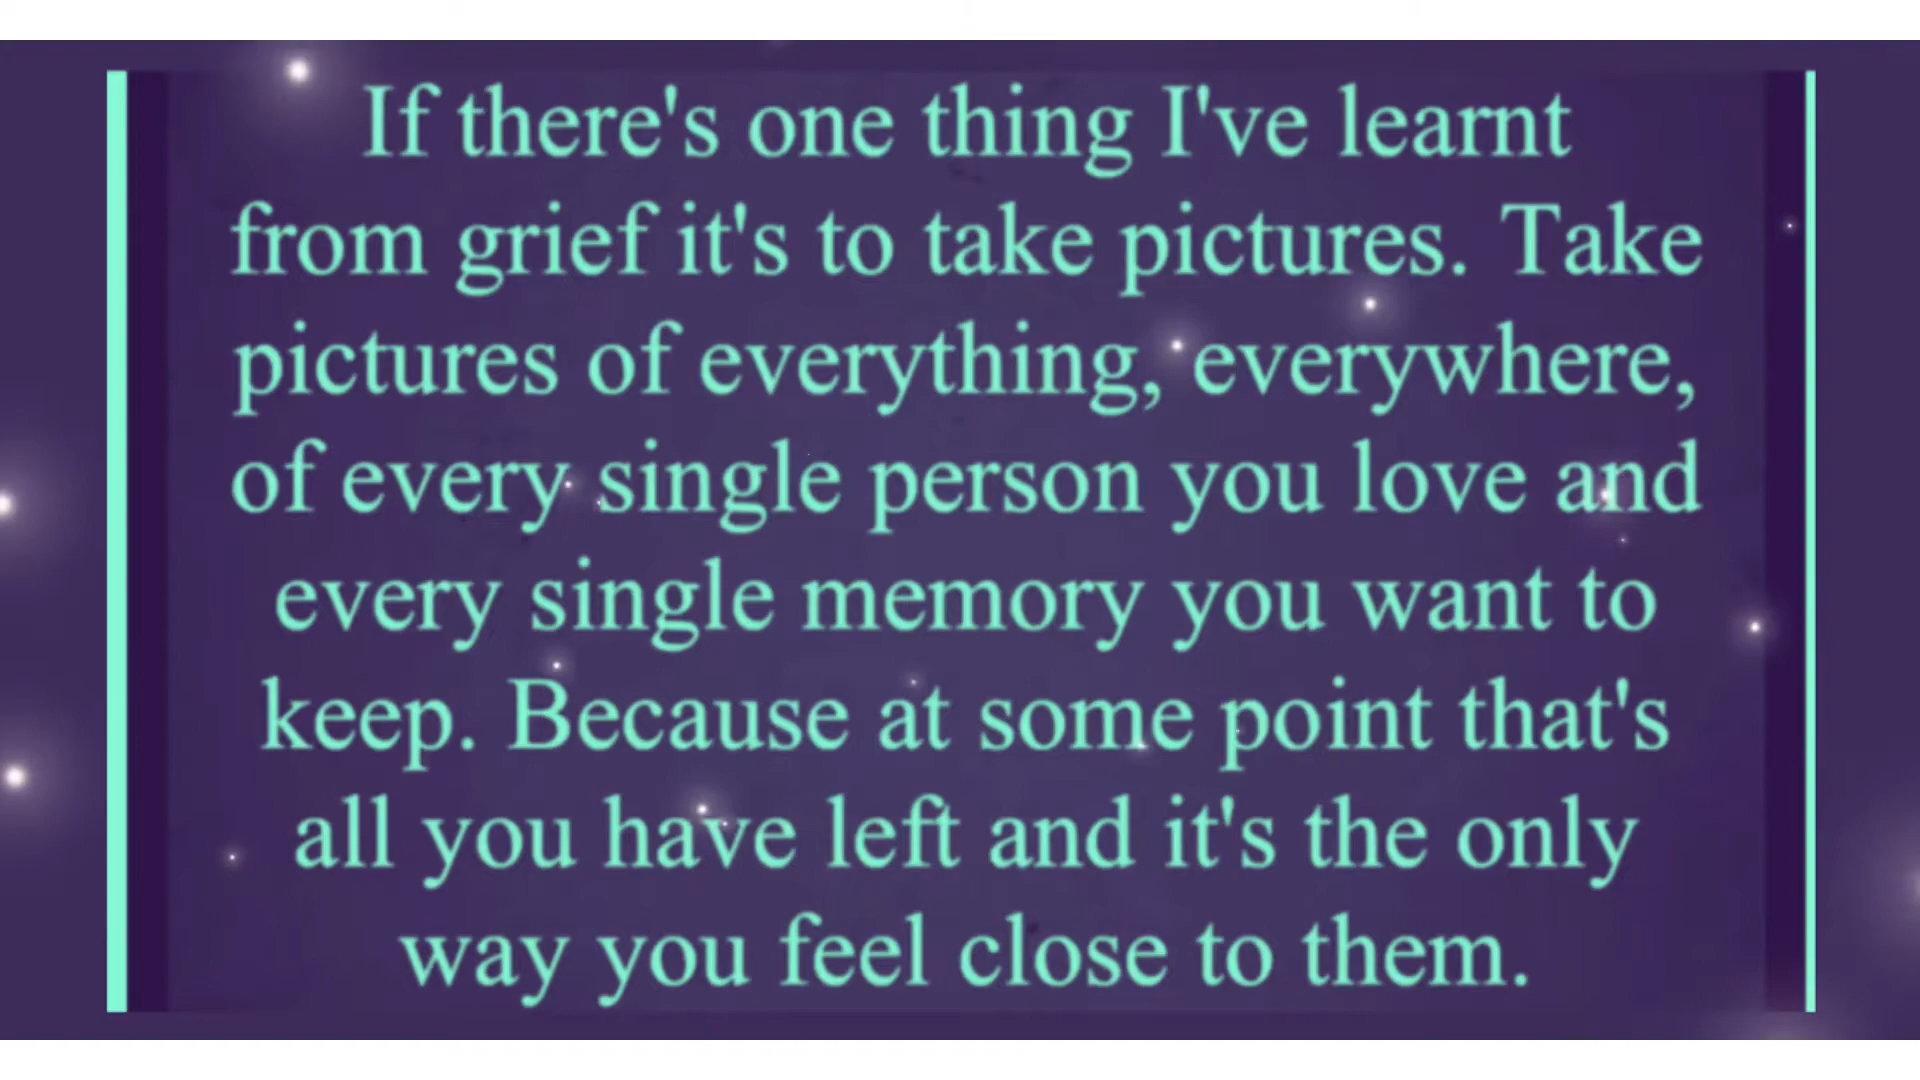 If there's one thing I've learnt
from grief it's to take pictures. Take
pictures of everything, everywhere,
of every single person you love and
every single memory you want to
keep. Because at some point that's
all you have left and it's the only
way you feel close to them.